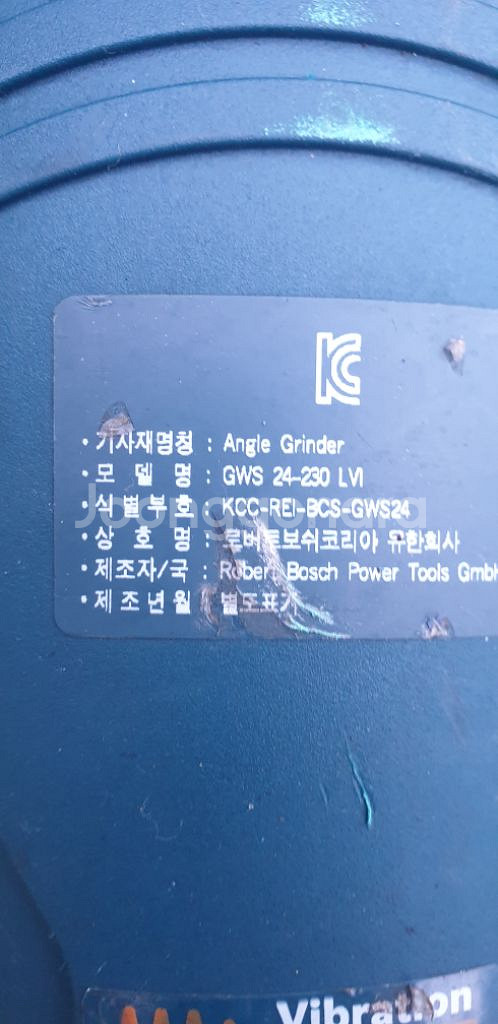 KC
· 기자재명칭 : Angle Grinder
· 모 델 명 : GWS 24-230 LVI
· 식별부호 : KCC-REI-BCS-GWS24
· 상 호 명 : 로버트보쉬코리아 유한회사
· 제조자/국 : Robert Bosch Power Tools GmbH
· 제조년월 : 별도표기
Joongonara
Vibration